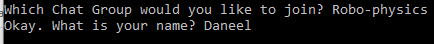 Which Chat Group would you like to join? Robo-physics
Okay. What is your name? Daneel